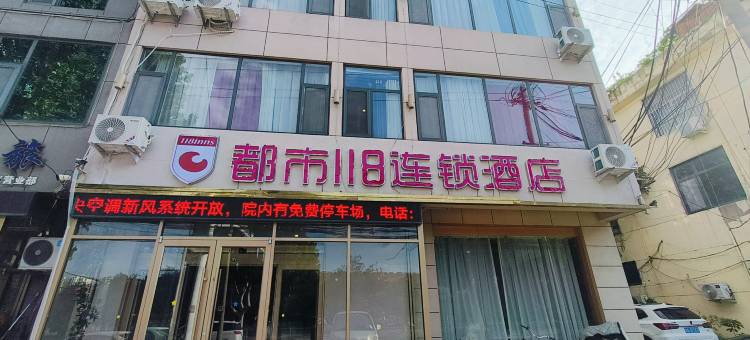 118Inns
都市118连锁酒店
央空调新风系统开放，院内有免费停车场，电话：
营业部